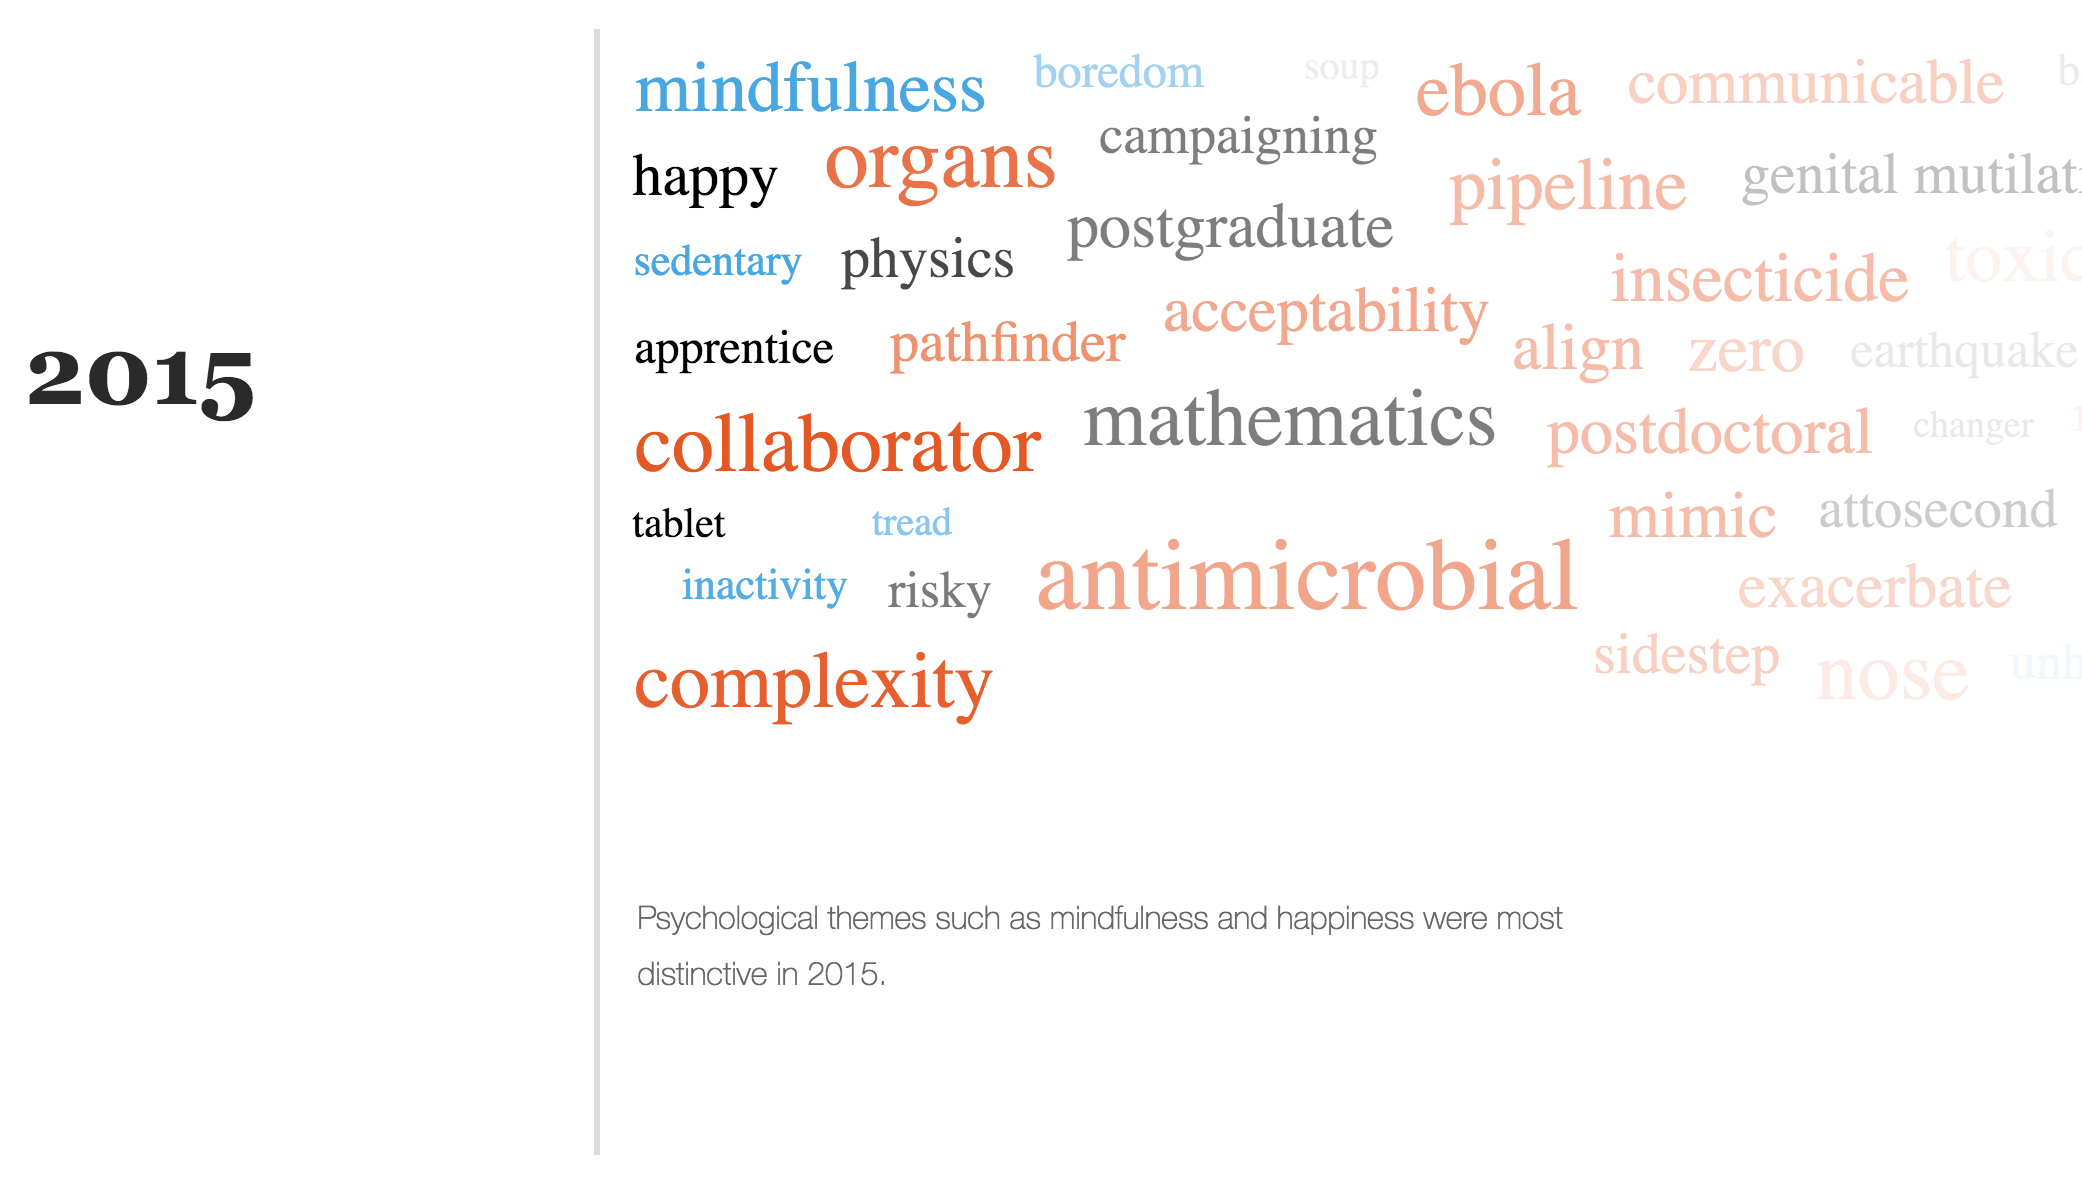 2015
mindfulness boredom soup ebola communicable
happy organs campaigning pipeline genital
sedentary physics postgraduate insecticide toxic
apprentice pathfinder acceptability align zero earthquake
collaborator mathematics postdoctoral changer
tablet tread mimic attosecond
inactivity risky antimicrobial exacerbate
complexity sidestep nose
Psychological themes such as mindfulness and happiness were most
distinctive in 2015.